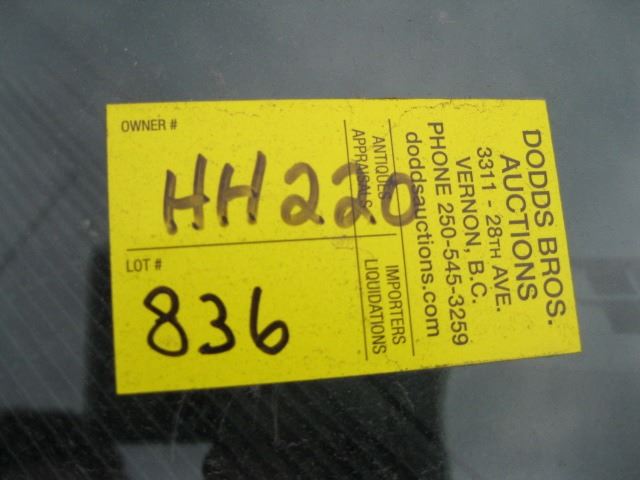 OWNER #
HH220
LOT #
836
ANTIQUES
APPRAISALS
IMPORTERS
LIQUIDATIONS
DODDS BROS.
AUCTIONS
3311 - 28TH AVE.
VERNON, B.C.
PHONE 250-545-3259
doddsauctions.com